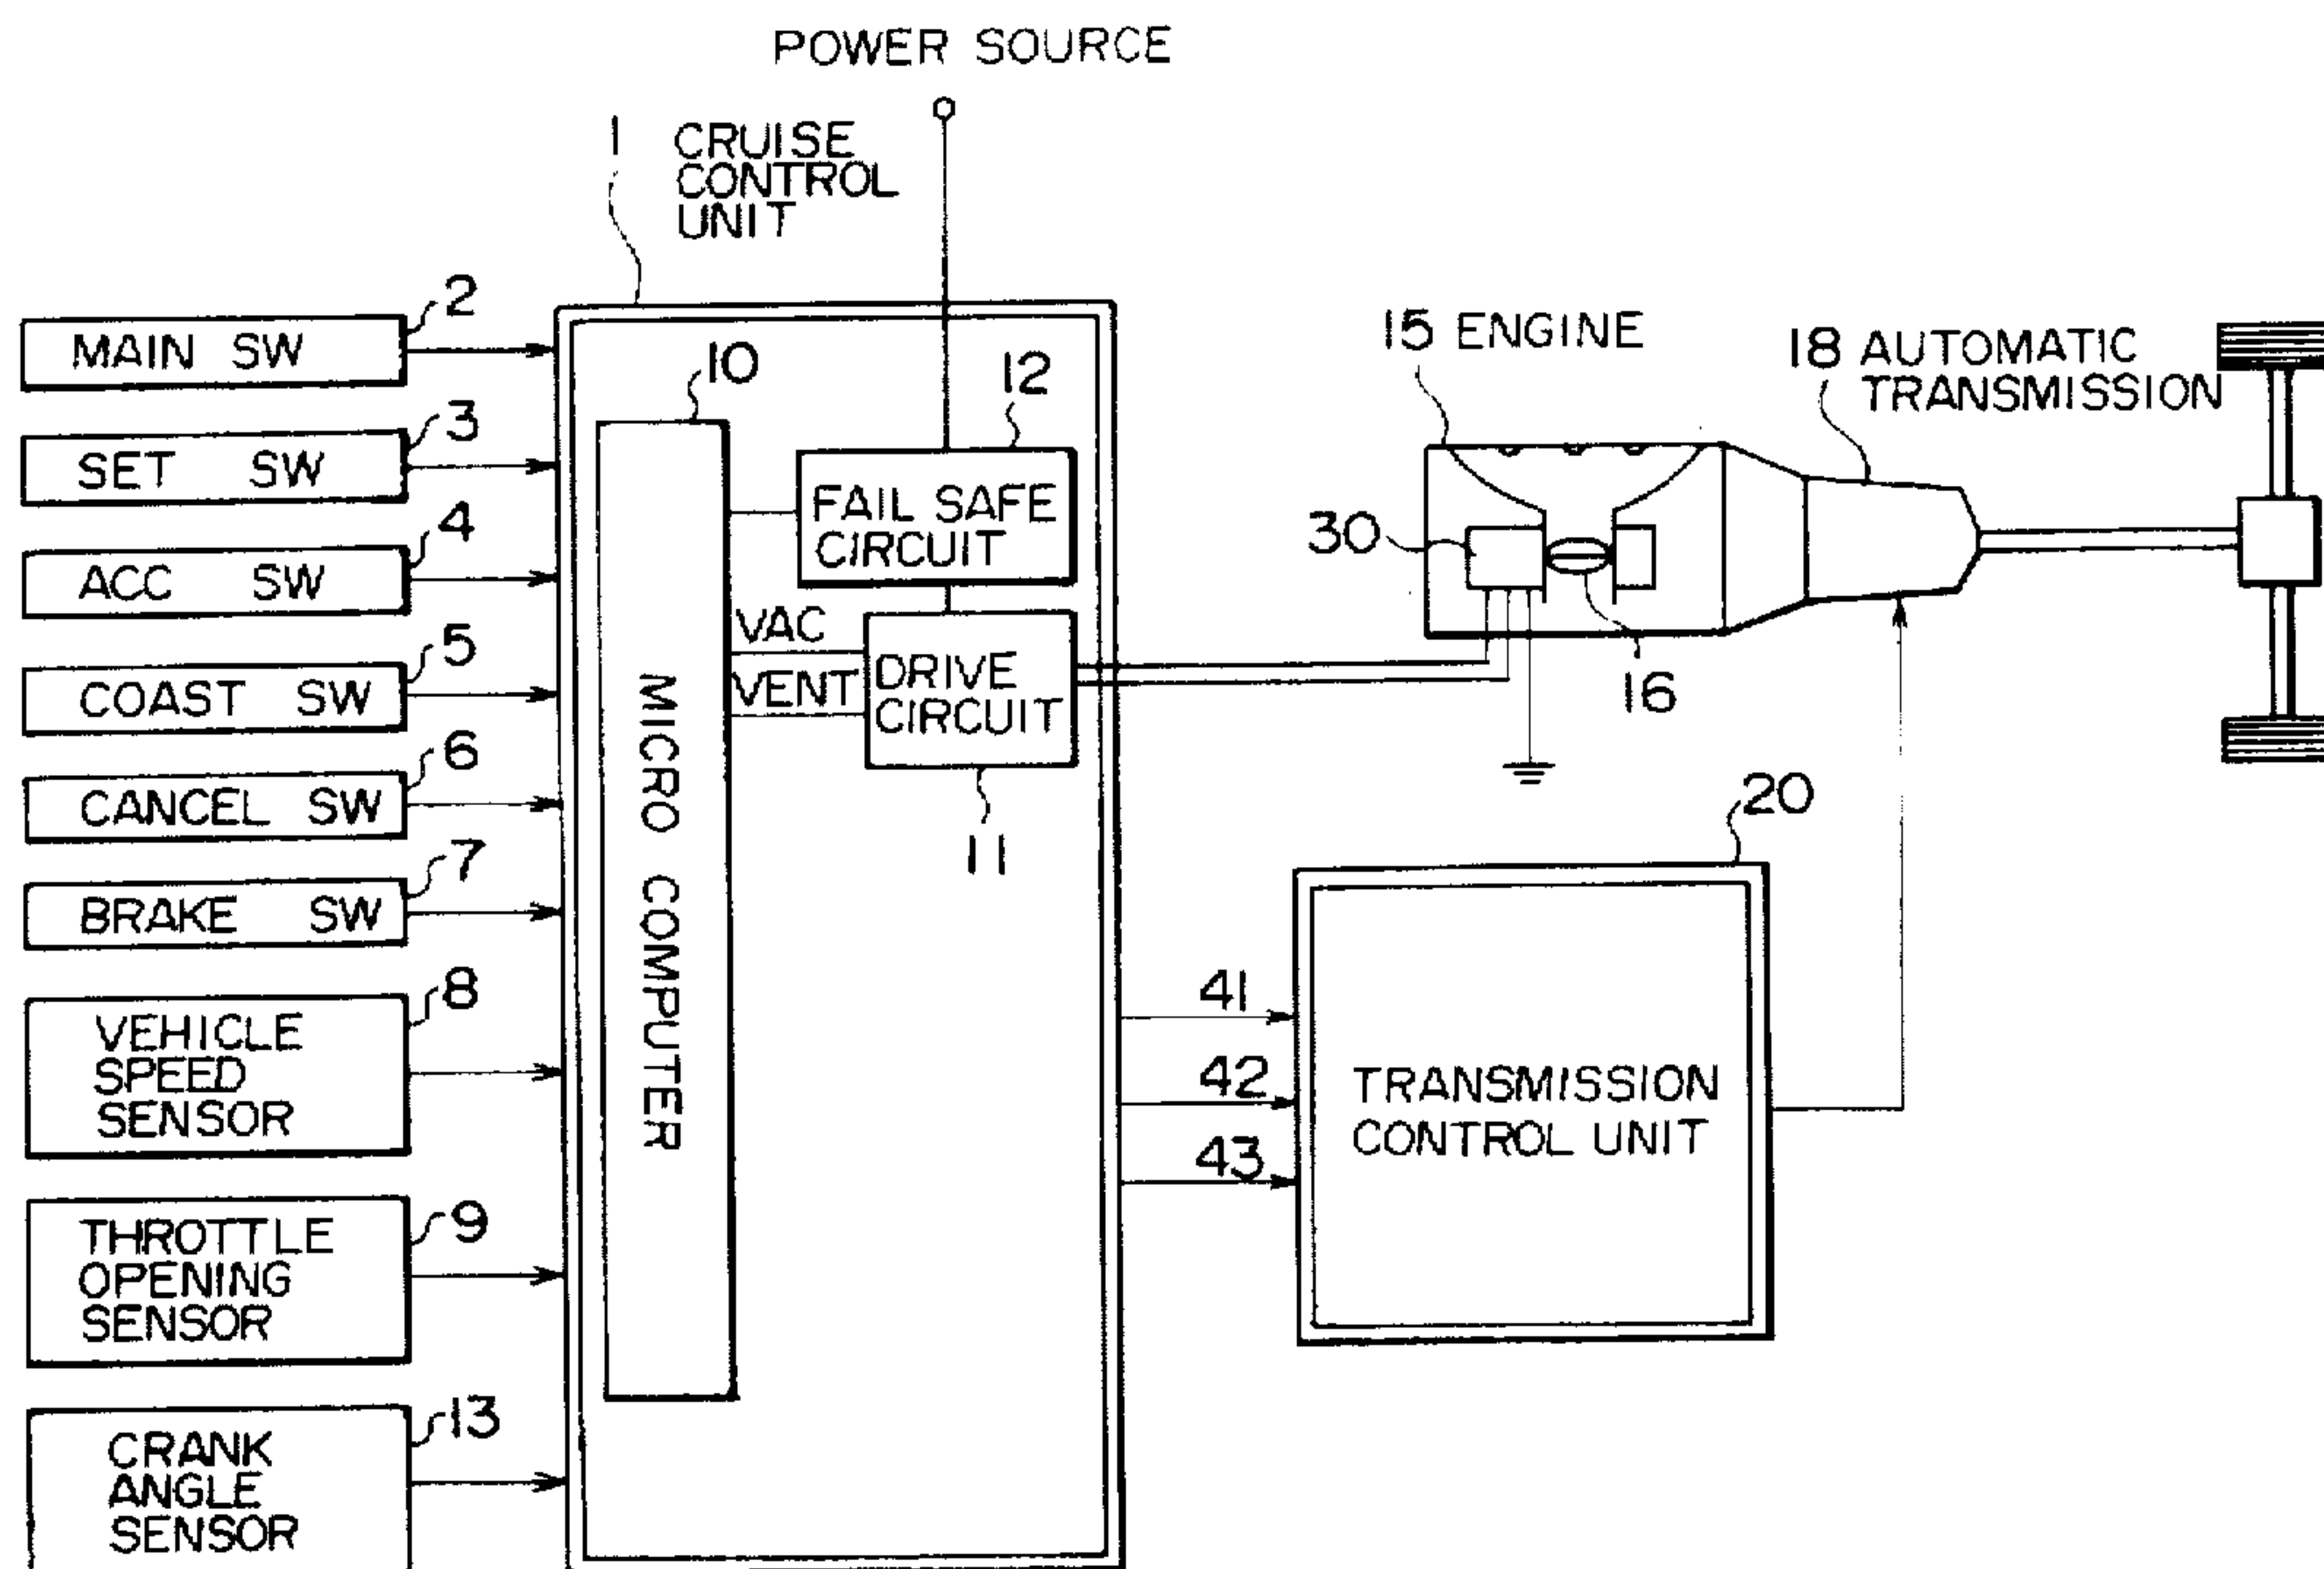 POWER SOURCE
1 CRUISE
CONTROL
UNIT
MAIN SW
2
SET SW
3
ACC SW
4
COAST SW
5
CANCEL SW
6
BRAKE SW
7
VEHICLE
SPEED
SENSOR
8
THROTTLE
OPENING
SENSOR
9
CRANK
ANGLE
SENSOR
13
10
MICRO COMPUTER
12
FAIL SAFE
CIRCUIT
VAC
VENT
DRIVE
CIRCUIT
11
15 ENGINE
18 AUTOMATIC
TRANSMISSION
30
16
20
41
42
43
TRANSMISSION
CONTROL UNIT